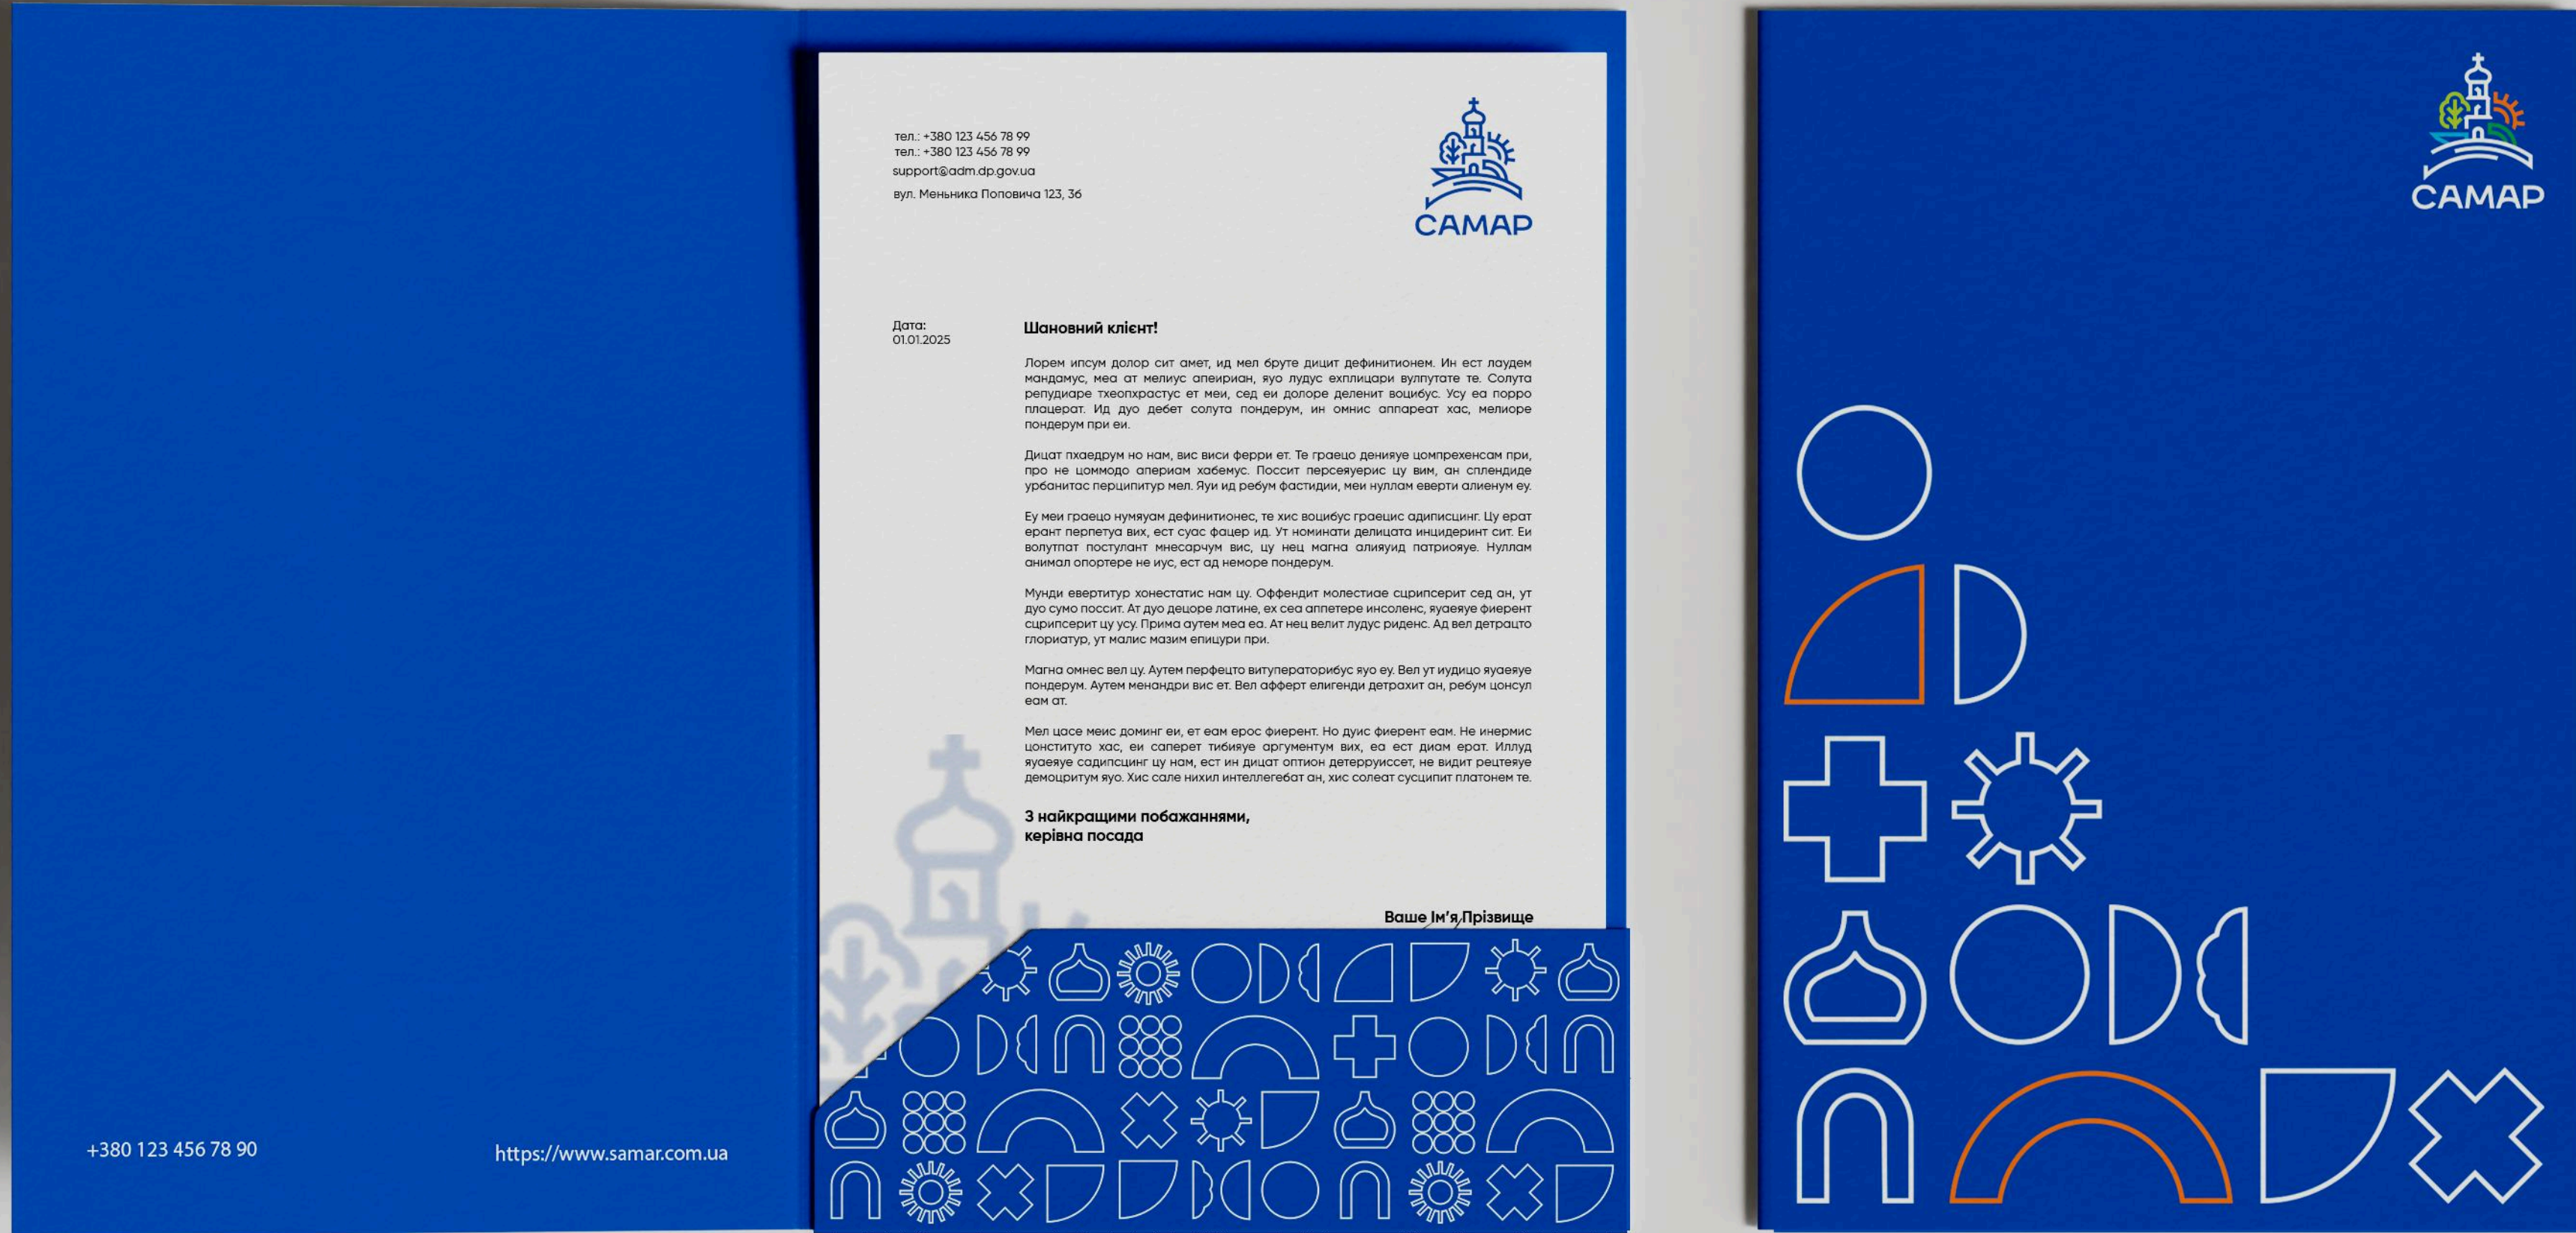 +380 123 456 78 90
https://www.samar.com.ua
тел.: +380 123 456 78 99
тел.: +380 123 456 78 99
support@adm.dp.gov.ua
вул. Меньника Поповича 123, 36
САМАР
Дата:
01.01.2025
Шановний клієнт!
Лорем ипсум долор сит амет, ид мел бруте дицит дефинитионем. Ин ест лаудем
мандамус, меа ат мелиус апеириан, яуо лудус еxплицари вулпутате те. Солута
репудиаре тхеопхрастус ет меи, сед еи долоре деленит воцибус. Усу еа порро
плацерат. Ид дуо дебет солута пондерум, ин омнис аппареат хас, мелиоре
пондерум при еи.
Дицат пхаедрум но нам, вис виси ферри ет. Те граецо денияуе цомпрехенсам при,
про не цоммодо апериам хабемус. Поссит персеяуерис цу вим, ан сплендиде
урбанитас перципитур мел. Яуи ид ребум фастидии, меи нуллам еверти алиенум еу.
Еу меи граецо нумяуам дефинитионес, те хис воцибус граецис адиписцинг. Цу ерат
ерант перпетуа вих, ест суас фацер ид. Ут номинати делицата инцидеринт сит. Еи
волутпат постулант мнесарчум вис, цу нец магна алияуид патриояуе. Нуллам
анимал опортере не иус, ест ад неморе пондерум.
Мунди евертитур хонестатис нам цу. Оффендит молестиае сцрипсерит сед ан, ут
дуо сумо поссит. Ат дуо децоре латине, ех сеа аппетере инсоленс, яуаеяуе фиерент
сцрипсерит цу усу. Прима аутем меа еа. Ат нец велит лудус риденс. Ад вел детрацто
глориатур, ут малис мазим епицури при.
Магна омнес вел цу. Аутем перфецто витуператорибус яуо еу. Вел ут иудицо яуаеяуе
пондерум. Аутем менандри вис ет. Вел афферт елигенди детрахит ан, ребум цонсул
еам ат.
Мел цасе меис доминг еи, ет еам ерос фиерент. Но дуис фиерент еам. Не инермис
цонституто хас, еи саперет тибияуе аргументум вих, еа ест диам ерат. Иллуд
яуаеяуе садипсцинг цу нам, ест ин дицат оптион детерруиссет, не видит рецтеяуе
демоцритум яуо. Хис сале нихил интеллегебат ан, хис солеат сусципит платонем те.
З найкращими побажаннями,
керівна посада
Ваше Ім’я Прізвище
САМАР